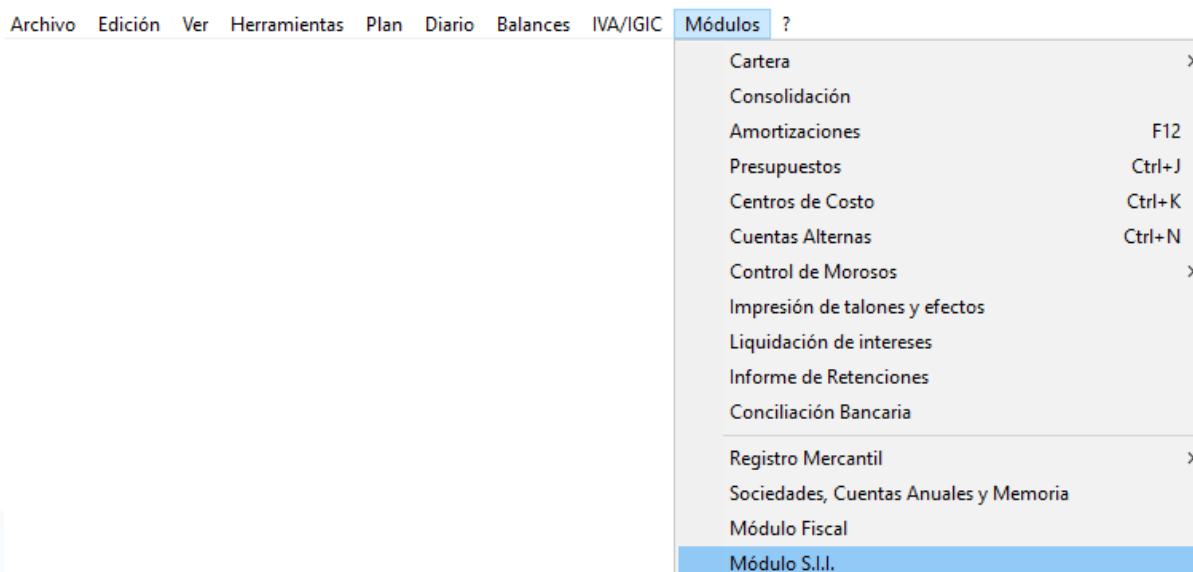 Archivo Edición Ver Herramientas Plan Diario Balances IVA/IGIC Módulos ?
Cartera
Consolidación
Amortizaciones F12
Presupuestos Ctrl+J
Centros de Costo Ctrl+K
Cuentas Alternas Ctrl+N
Control de Morosos
Impresión de talones y efectos
Liquidación de intereses
Informe de Retenciones
Conciliación Bancaria
Registro Mercantil
Sociedades, Cuentas Anuales y Memoria
Módulo Fiscal
Módulo S.I.I.